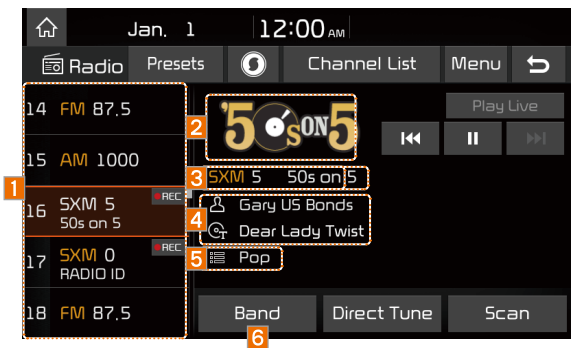 Jan. 1 12:00 AM
Radio Presets Channel List Menu
14 FM 87.5
15 AM 1000
1
16 SXM 5 REC
50s on 5
17 SXM 0 REC
RADIO ID
18 FM 87.5
2
'50sON5
Play Live
3
SXM 5 50s on 5
4
Gary US Bonds
Dear Lady Twist
5
Pop
Band Direct Tune Scan
6